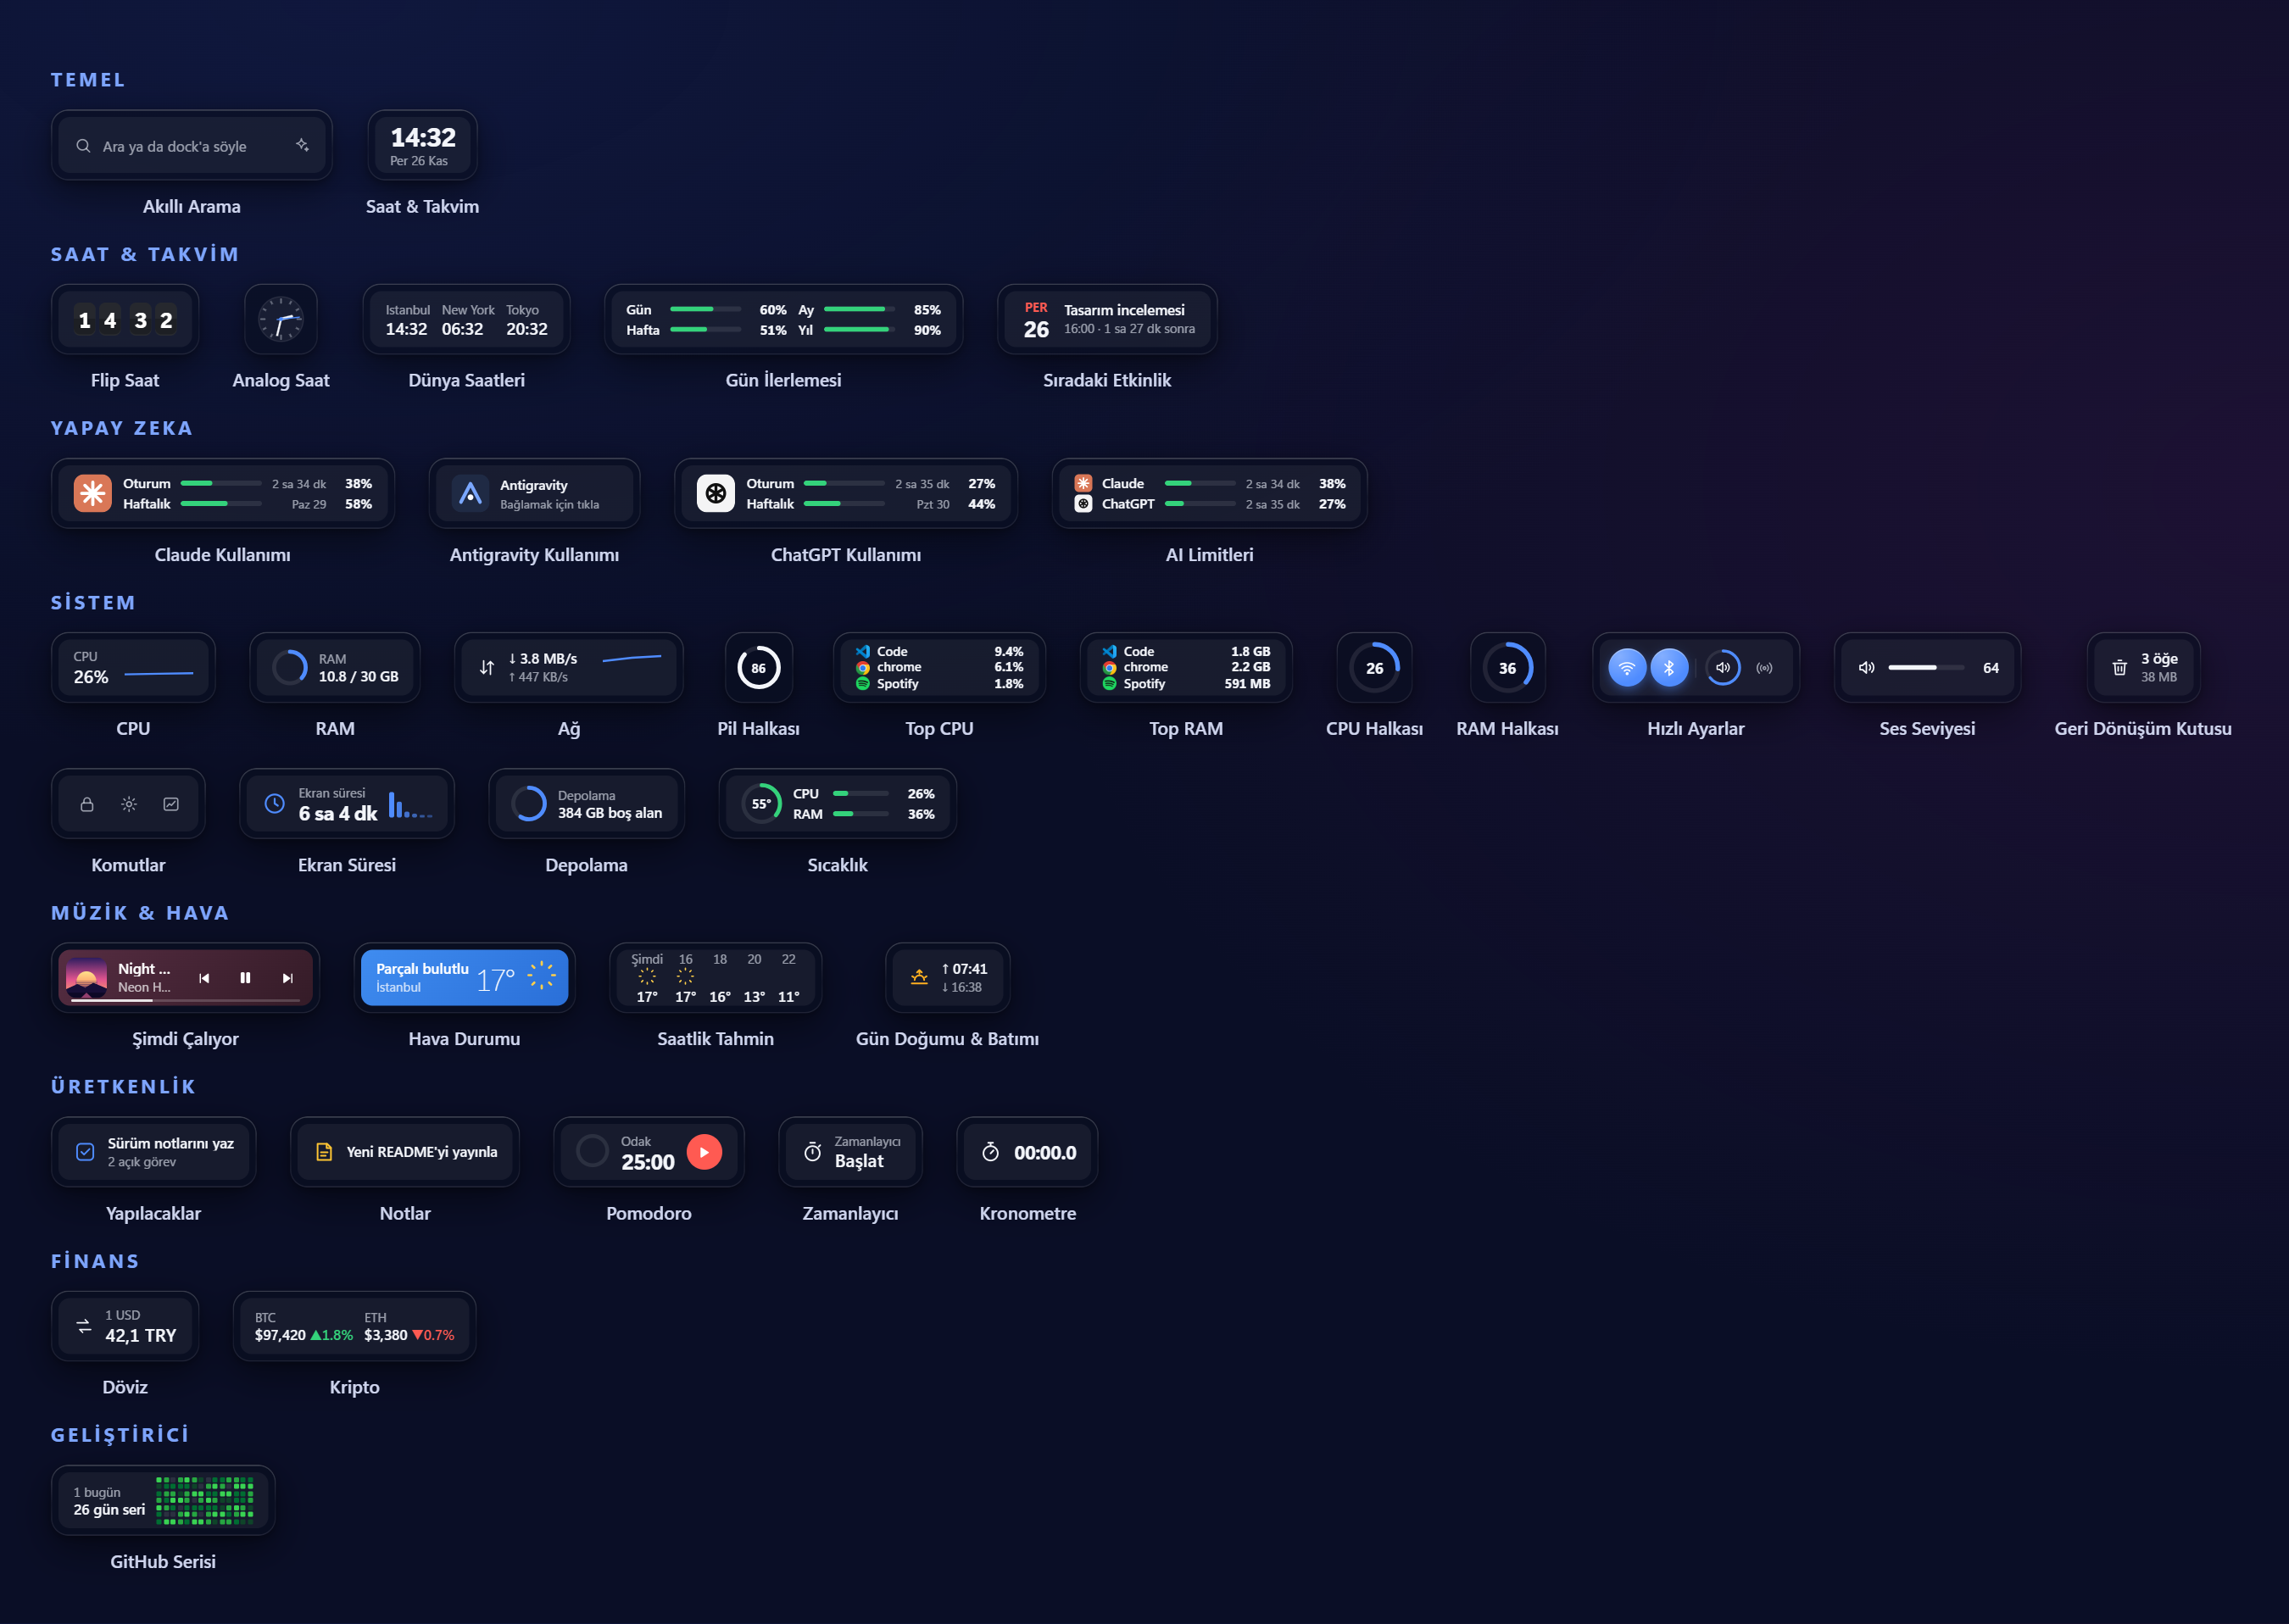 TEMEL
Ara ya da dock'a söyle
14:32
Per 26 Kas
Akıllı Arama
Saat & Takvim
SAAT & TAKVİM
1 4 3 2
Istanbul New York Tokyo
14:32 06:32 20:32
Gün 60% Ay 85%
Hafta 51% Yıl 90%
PER
26
Tasarım incelemesi
16:00 · 1 sa 27 dk sonra
Flip Saat
Analog Saat
Dünya Saatleri
Gün İlerlemesi
Sıradaki Etkinlik
YAPAY ZEKA
Oturum 2 sa 34 dk 38%
Haftalık Paz 29 58%
Antigravity
Bağlamak için tıkla
Oturum 2 sa 35 dk 27%
Haftalık Pzt 30 44%
Claude 2 sa 34 dk 38%
ChatGPT 2 sa 35 dk 27%
Claude Kullanımı
Antigravity Kullanımı
ChatGPT Kullanımı
AI Limitleri
SİSTEM
CPU
26%
RAM
10.8 / 30 GB
↓ 3.8 MB/s
↑ 447 KB/s
86
Code 9.4%
chrome 6.1%
Spotify 1.8%
Code 1.8 GB
chrome 2.2 GB
Spotify 591 MB
26
36
64
3 öğe
38 MB
CPU
RAM
Ağ
Pil Halkası
Top CPU
Top RAM
CPU Halkası
RAM Halkası
Hızlı Ayarlar
Ses Seviyesi
Geri Dönüşüm Kutusu
Ekran süresi
6 sa 4 dk
Depolama
384 GB boş alan
55°
CPU 26%
RAM 36%
Komutlar
Ekran Süresi
Depolama
Sıcaklık
MÜZİK & HAVA
Night ...
Neon H...
Parçalı bulutlu
İstanbul
17°
Şimdi 16 18 20 22
17° 17° 16° 13° 11°
↑ 07:41
↓ 16:38
Şimdi Çalıyor
Hava Durumu
Saatlik Tahmin
Gün Doğumu & Batımı
ÜRETKENLİK
Sürüm notlarını yaz
2 açık görev
Yeni README'yi yayınla
Odak
25:00
Zamanlayıcı
Başlat
00:00.0
Yapılacaklar
Notlar
Pomodoro
Zamanlayıcı
Kronometre
FİNANS
1 USD
42,1 TRY
BTC ETH
$97,420 ▲1.8% $3,380 ▼0.7%
Döviz
Kripto
GELİŞTİRİCİ
1 bugün
26 gün seri
GitHub Serisi